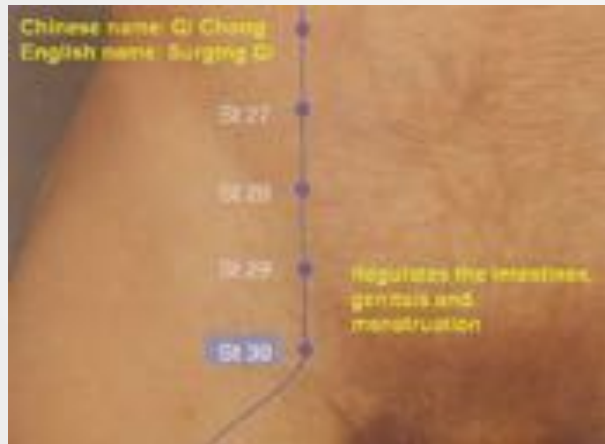 Chinese name: Qi Chong
English name: Surging Qi
St 27
St 28
St 29
Regulates the intestines,
genitals and
menstruation
St 30